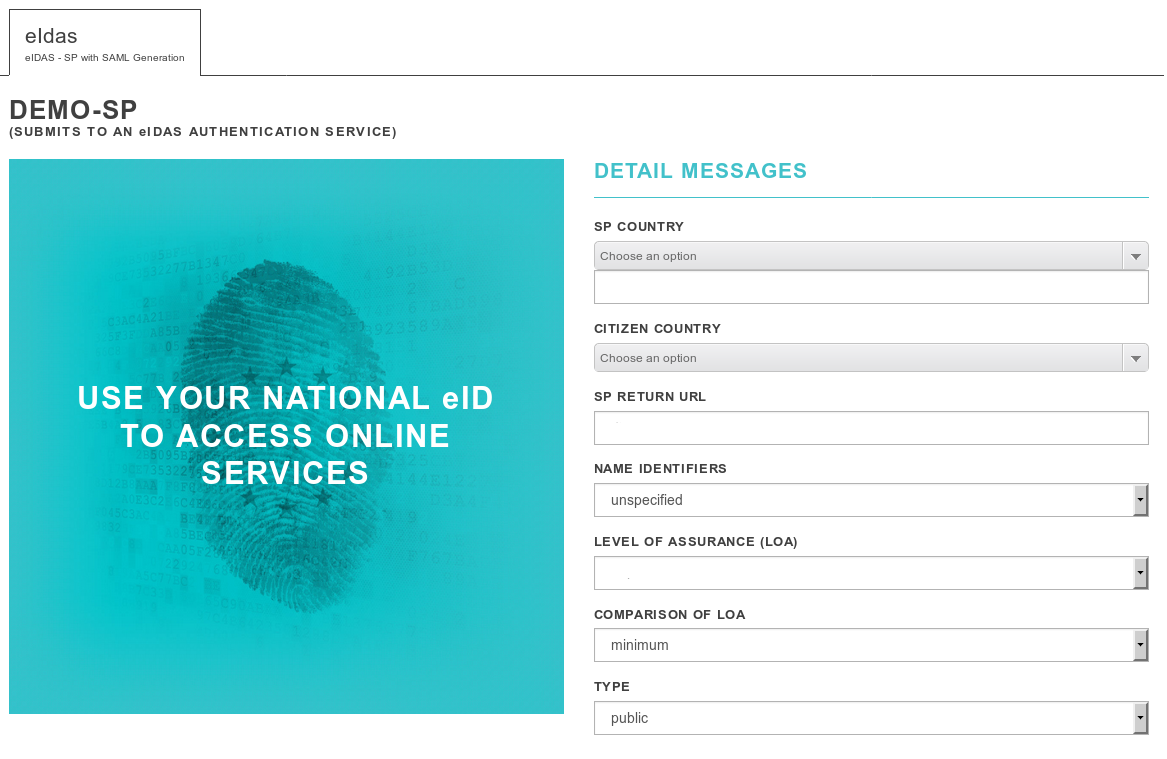 eIdas
eIDAS - SP with SAML Generation
DEMO-SP
(SUBMITS TO AN eIDAS AUTHENTICATION SERVICE)
USE YOUR NATIONAL eID
TO ACCESS ONLINE
SERVICES
DETAIL MESSAGES
SP COUNTRY
Choose an option
CITIZEN COUNTRY
Choose an option
SP RETURN URL
NAME IDENTIFIERS
unspecified
LEVEL OF ASSURANCE (LOA)
COMPARISON OF LOA
minimum
TYPE
public